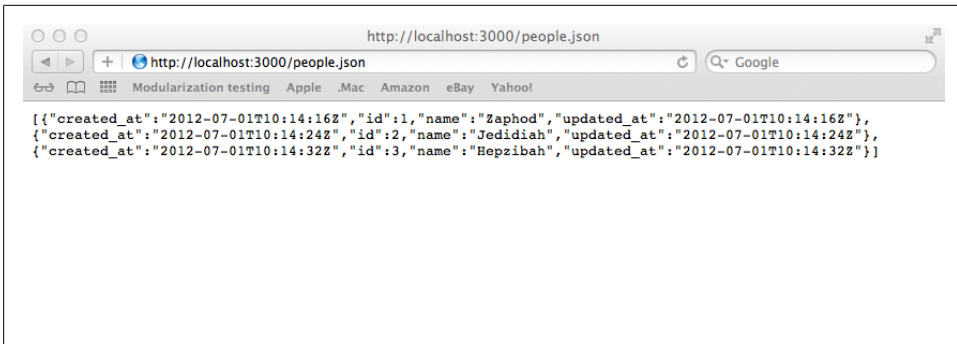 http://localhost:3000/people.json
http://localhost:3000/people.json
Google
Modularization testing Apple .Mac Amazon eBay Yahoo!
[{"created_at":"2012-07-01T10:14:16Z","id":1,"name":"Zaphod","updated_at":"2012-07-01T10:14:16Z"},
{"created_at":"2012-07-01T10:14:24Z","id":2,"name":"Jedidiah","updated_at":"2012-07-01T10:14:24Z"},
{"created_at":"2012-07-01T10:14:32Z","id":3,"name":"Hepzibah","updated_at":"2012-07-01T10:14:32Z"}]